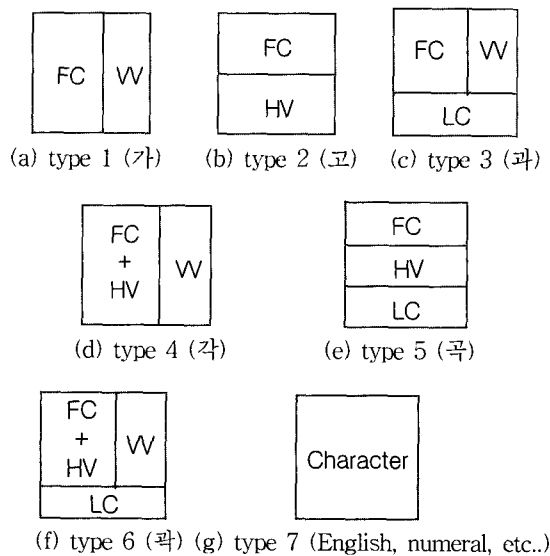 FC VV
FC
HV
FC VV
LC
(a) type 1 (가) (b) type 2 (고) (c) type 3 (과)
FC
+
HV
VV
FC
HV
LC
(d) type 4 (각) (e) type 5 (곡)
FC
+
HV
VV
LC
Character
(f) type 6 (곽) (g) type 7 (English, numeral, etc..)